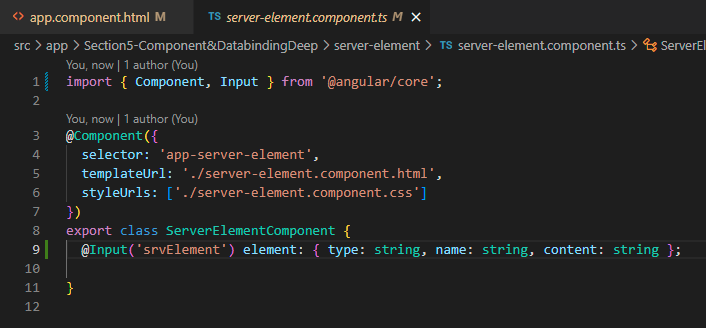 app.component.html M
TS server-element.component.ts M
src > app > Section5-Component&DatabindingDeep > server-element > TS server-element.component.ts > ServerEl
You, now | 1 author (You)
1 import { Component, Input } from '@angular/core';
2
You, now | 1 author (You)
3 @Component({
4   selector: 'app-server-element',
5   templateUrl: './server-element.component.html',
6   styleUrls: ['./server-element.component.css']
7 })
8 export class ServerElementComponent {
9   @Input('srvElement') element: { type: string, name: string, content: string };
10
11 }
12